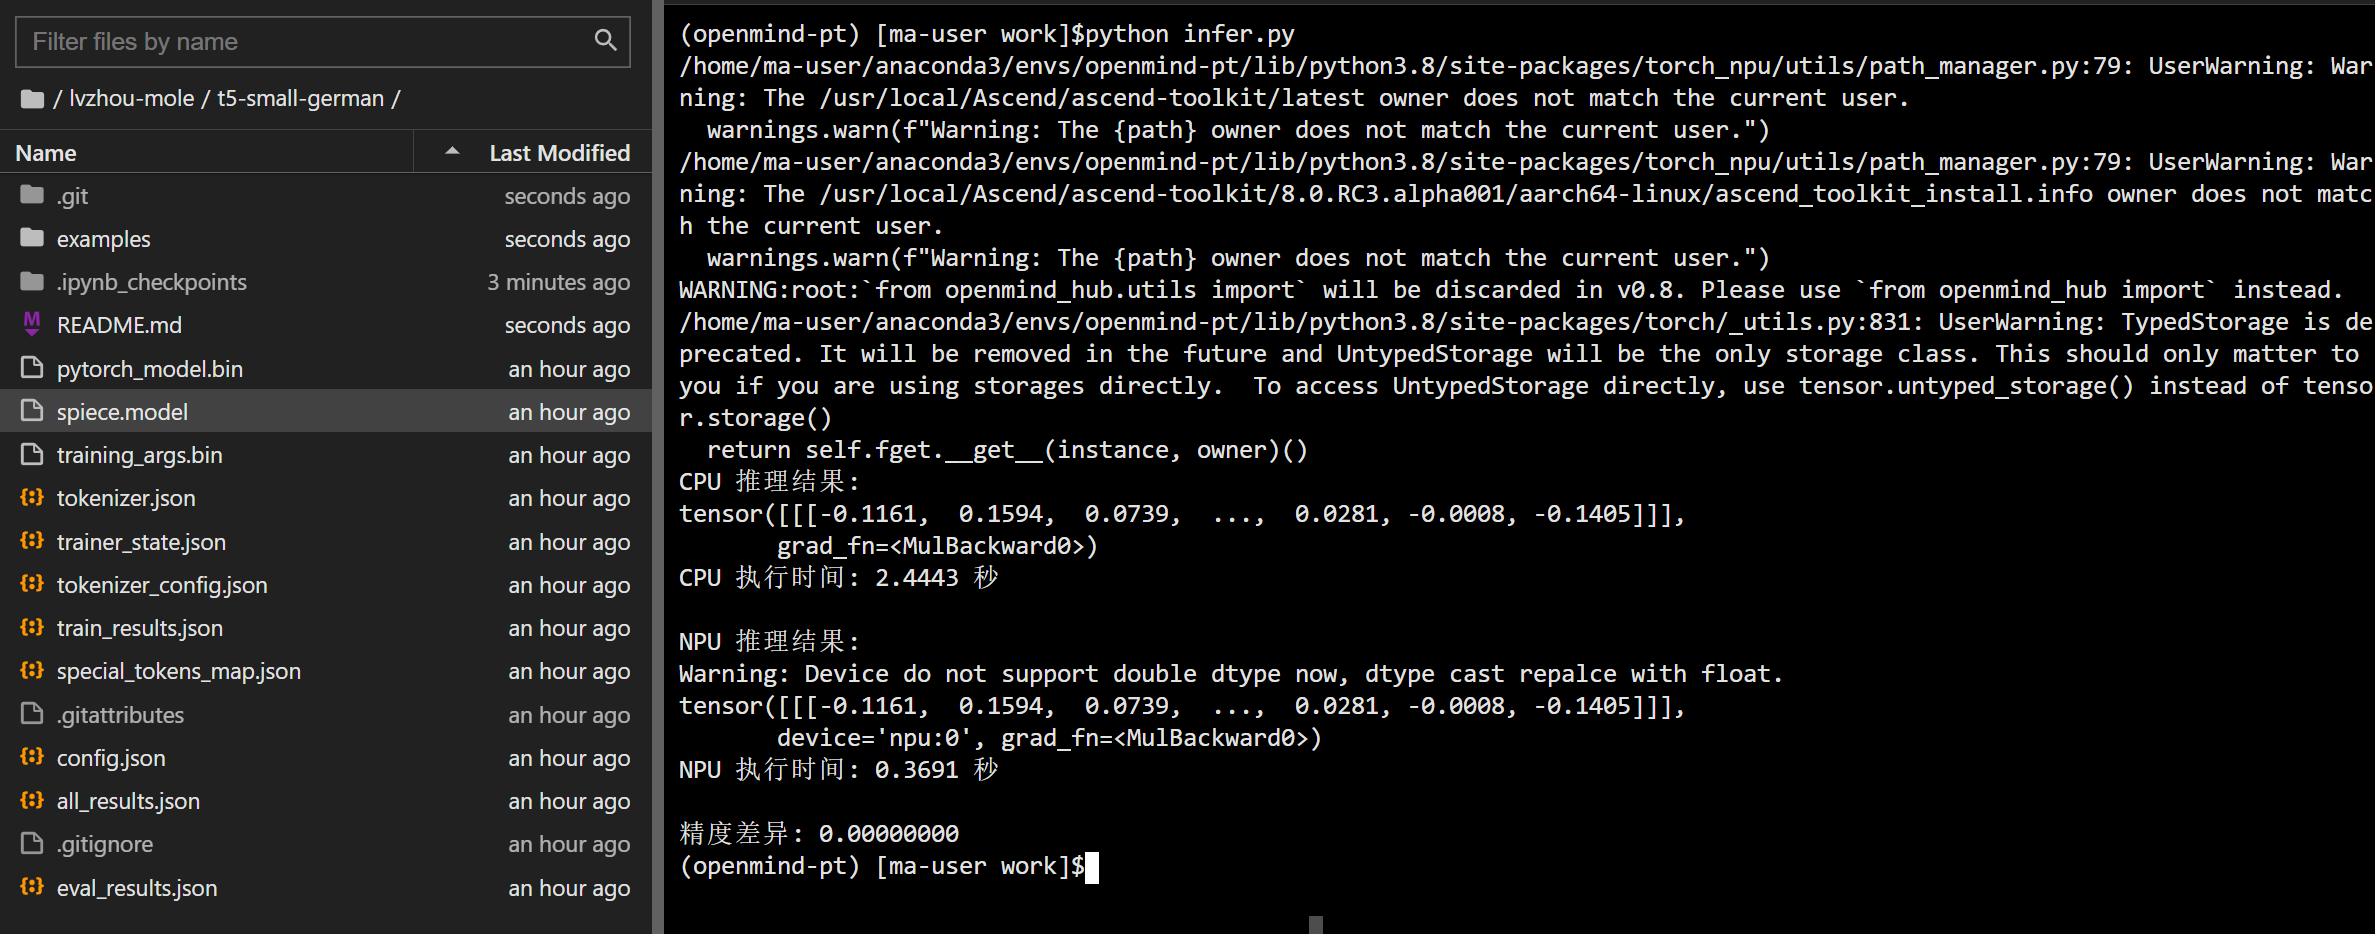 Filter files by name
/ lvzhou-mole / t5-small-german /
Name Last Modified
.git seconds ago
examples seconds ago
.ipynb_checkpoints 3 minutes ago
README.md seconds ago
pytorch_model.bin an hour ago
spiece.model an hour ago
training_args.bin an hour ago
tokenizer.json an hour ago
trainer_state.json an hour ago
tokenizer_config.json an hour ago
train_results.json an hour ago
special_tokens_map.json an hour ago
.gitattributes an hour ago
config.json an hour ago
all_results.json an hour ago
.gitignore an hour ago
eval_results.json an hour ago
(openmind-pt) [ma-user work]$python infer.py
/home/ma-user/anaconda3/envs/openmind-pt/lib/python3.8/site-packages/torch_npu/utils/path_manager.py:79: UserWarning: War
ning: The /usr/local/Ascend/ascend-toolkit/latest owner does not match the current user.
  warnings.warn(f"Warning: The {path} owner does not match the current user.")
/home/ma-user/anaconda3/envs/openmind-pt/lib/python3.8/site-packages/torch_npu/utils/path_manager.py:79: UserWarning: War
ning: The /usr/local/Ascend/ascend-toolkit/8.0.RC3.alpha001/aarch64-linux/ascend_toolkit_install.info owner does not matc
h the current user.
  warnings.warn(f"Warning: The {path} owner does not match the current user.")
WARNING:root:`from openmind_hub.utils import` will be discarded in v0.8. Please use `from openmind_hub import` instead.
/home/ma-user/anaconda3/envs/openmind-pt/lib/python3.8/site-packages/torch/_utils.py:831: UserWarning: TypedStorage is de
precated. It will be removed in the future and UntypedStorage will be the only storage class. This should only matter to
you if you are using storages directly.  To access UntypedStorage directly, use tensor.untyped_storage() instead of tenso
r.storage()
  return self.fget.__get__(instance, owner)()
CPU 推理结果:
tensor([[[-0.1161,  0.1594,  0.0739,  ...,  0.0281, -0.0008, -0.1405]]],
       grad_fn=<MulBackward0>)
CPU 执行时间: 2.4443 秒
NPU 推理结果:
Warning: Device do not support double dtype now, dtype cast repalce with float.
tensor([[[-0.1161,  0.1594,  0.0739,  ...,  0.0281, -0.0008, -0.1405]]],
       device='npu:0', grad_fn=<MulBackward0>)
NPU 执行时间: 0.3691 秒
精度差异: 0.00000000
(openmind-pt) [ma-user work]$